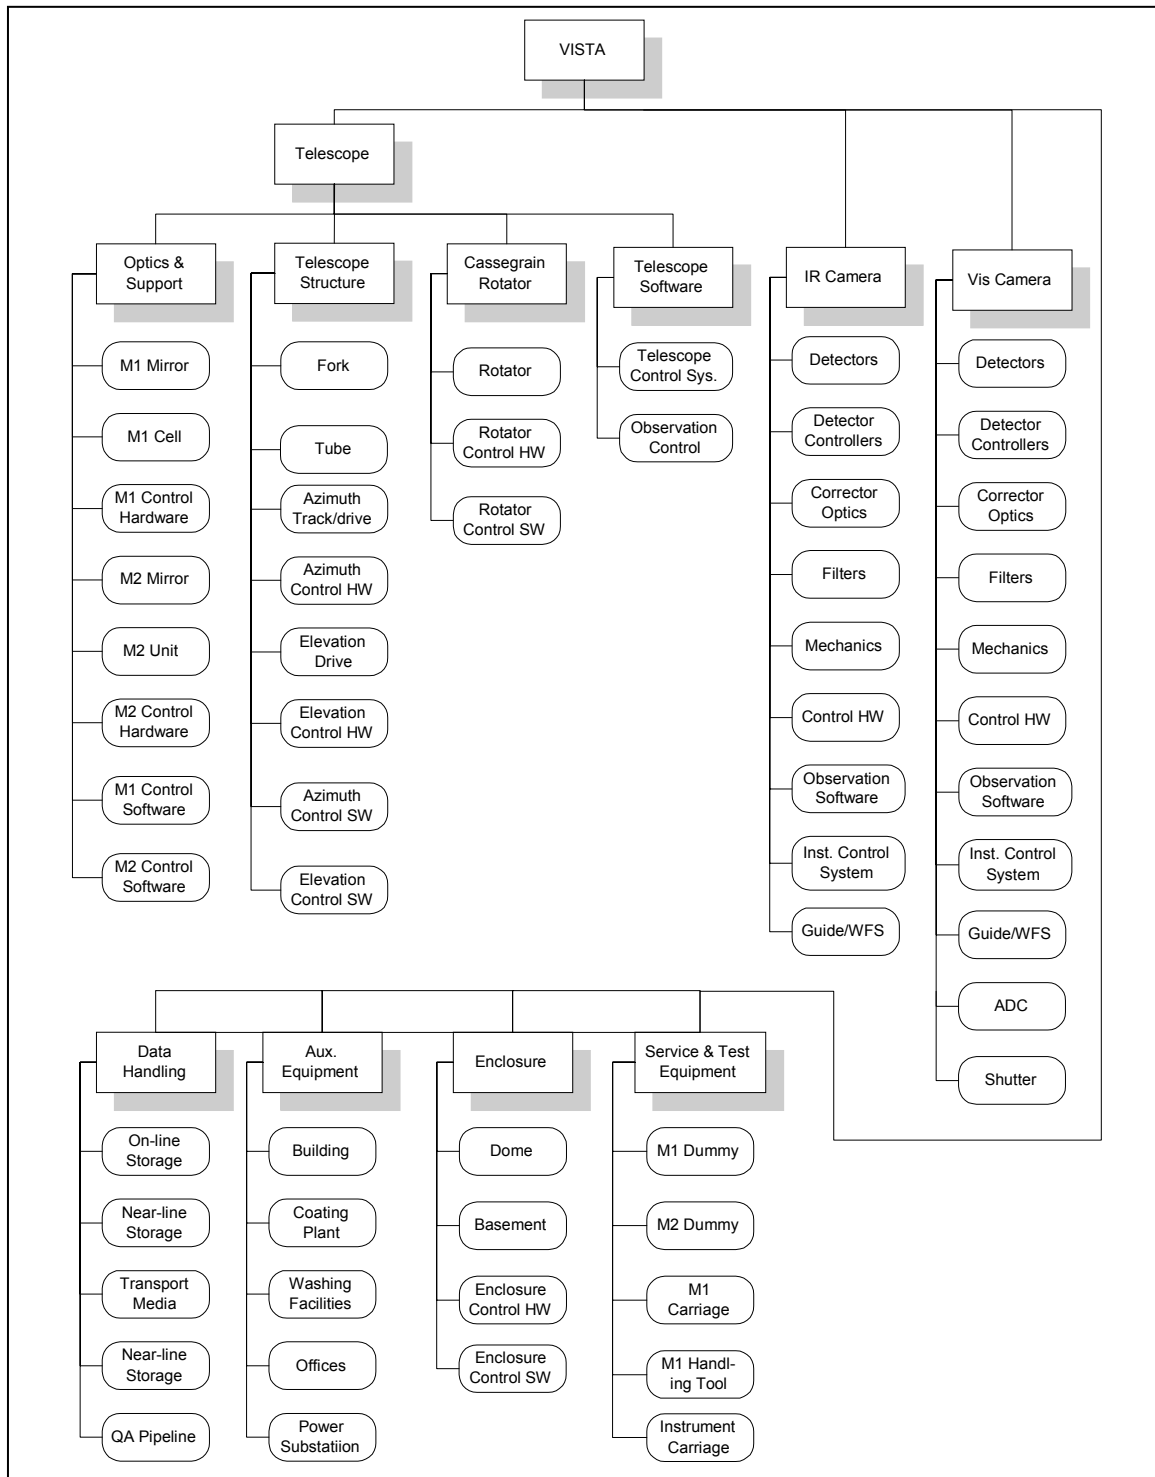 VISTA
Telescope
Optics &
Support
M1 Mirror
M1 Cell
M1 Control
Hardware
M2 Mirror
M2 Unit
M2 Control
Hardware
M1 Control
Software
M2 Control
Software
Telescope
Structure
Fork
Tube
Azimuth
Track/drive
Azimuth
Control HW
Elevation
Drive
Elevation
Control HW
Azimuth
Control SW
Elevation
Control SW
Cassegrain
Rotator
Rotator
Rotator
Control HW
Rotator
Control SW
Telescope
Software
Telescope
Control Sys.
Observation
Control
IR Camera
Detectors
Detector
Controllers
Corrector
Optics
Filters
Mechanics
Control HW
Observation
Software
Inst. Control
System
Guide/WFS
Vis Camera
Detectors
Detector
Controllers
Corrector
Optics
Filters
Mechanics
Control HW
Observation
Software
Inst. Control
System
Guide/WFS
ADC
Shutter
Data
Handling
On-line
Storage
Near-line
Storage
Transport
Media
Near-line
Storage
QA Pipeline
Aux.
Equipment
Building
Coating
Plant
Washing
Facilities
Offices
Power
Substatiion
Enclosure
Dome
Basement
Enclosure
Control HW
Enclosure
Control SW
Service & Test
Equipment
M1 Dummy
M2 Dummy
M1
Carriage
M1 Handl-
ing Tool
Instrument
Carriage